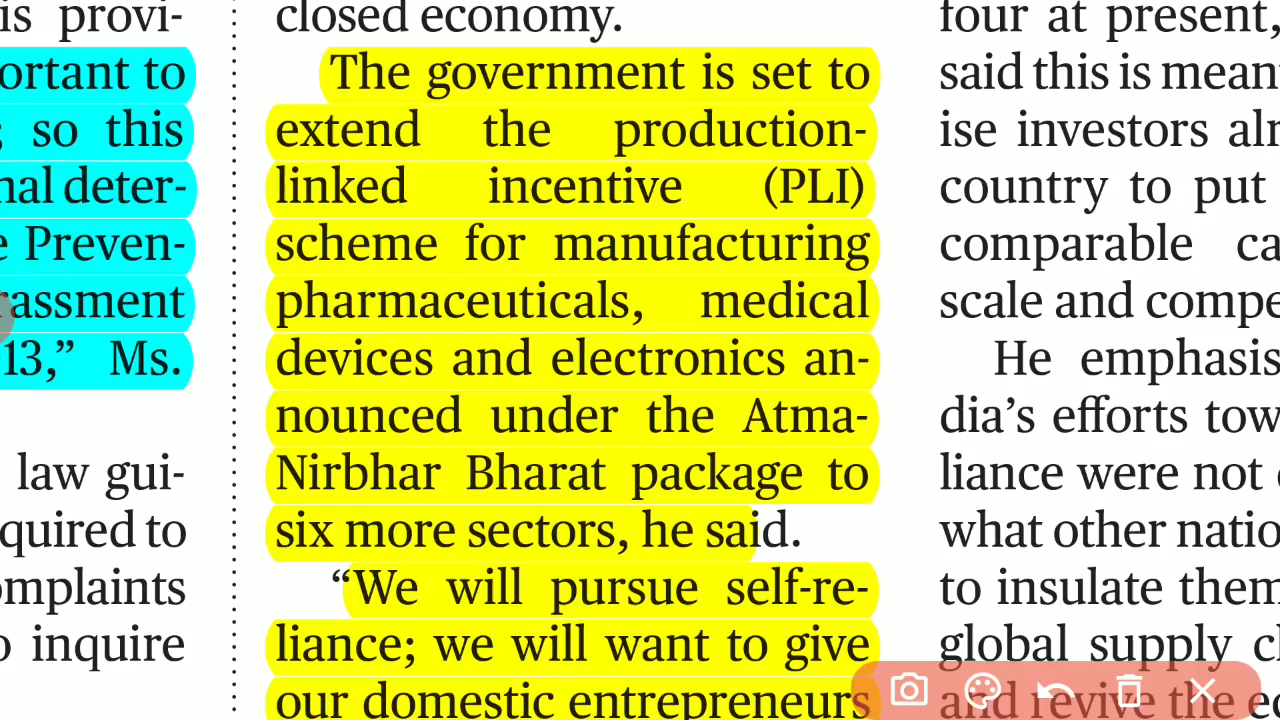 is provi-
ortant to
; so this
nal deter-
e Preven-
rassment
13,” Ms.
law gui-
quired to
omplaints
o inquire
closed economy.
The government is set to
extend the production-
linked incentive (PLI)
scheme for manufacturing
pharmaceuticals, medical
devices and electronics an-
nounced under the Atma-
Nirbhar Bharat package to
six more sectors, he said.
“We will pursue self-re-
liance; we will want to give
our domestic entrepreneurs
four at present,
said this is mean
ise investors alr
country to put
comparable ca
scale and compe
He emphasis
dia’s efforts tow
liance were not
what other natio
to insulate them
global supply c
and revive the ec